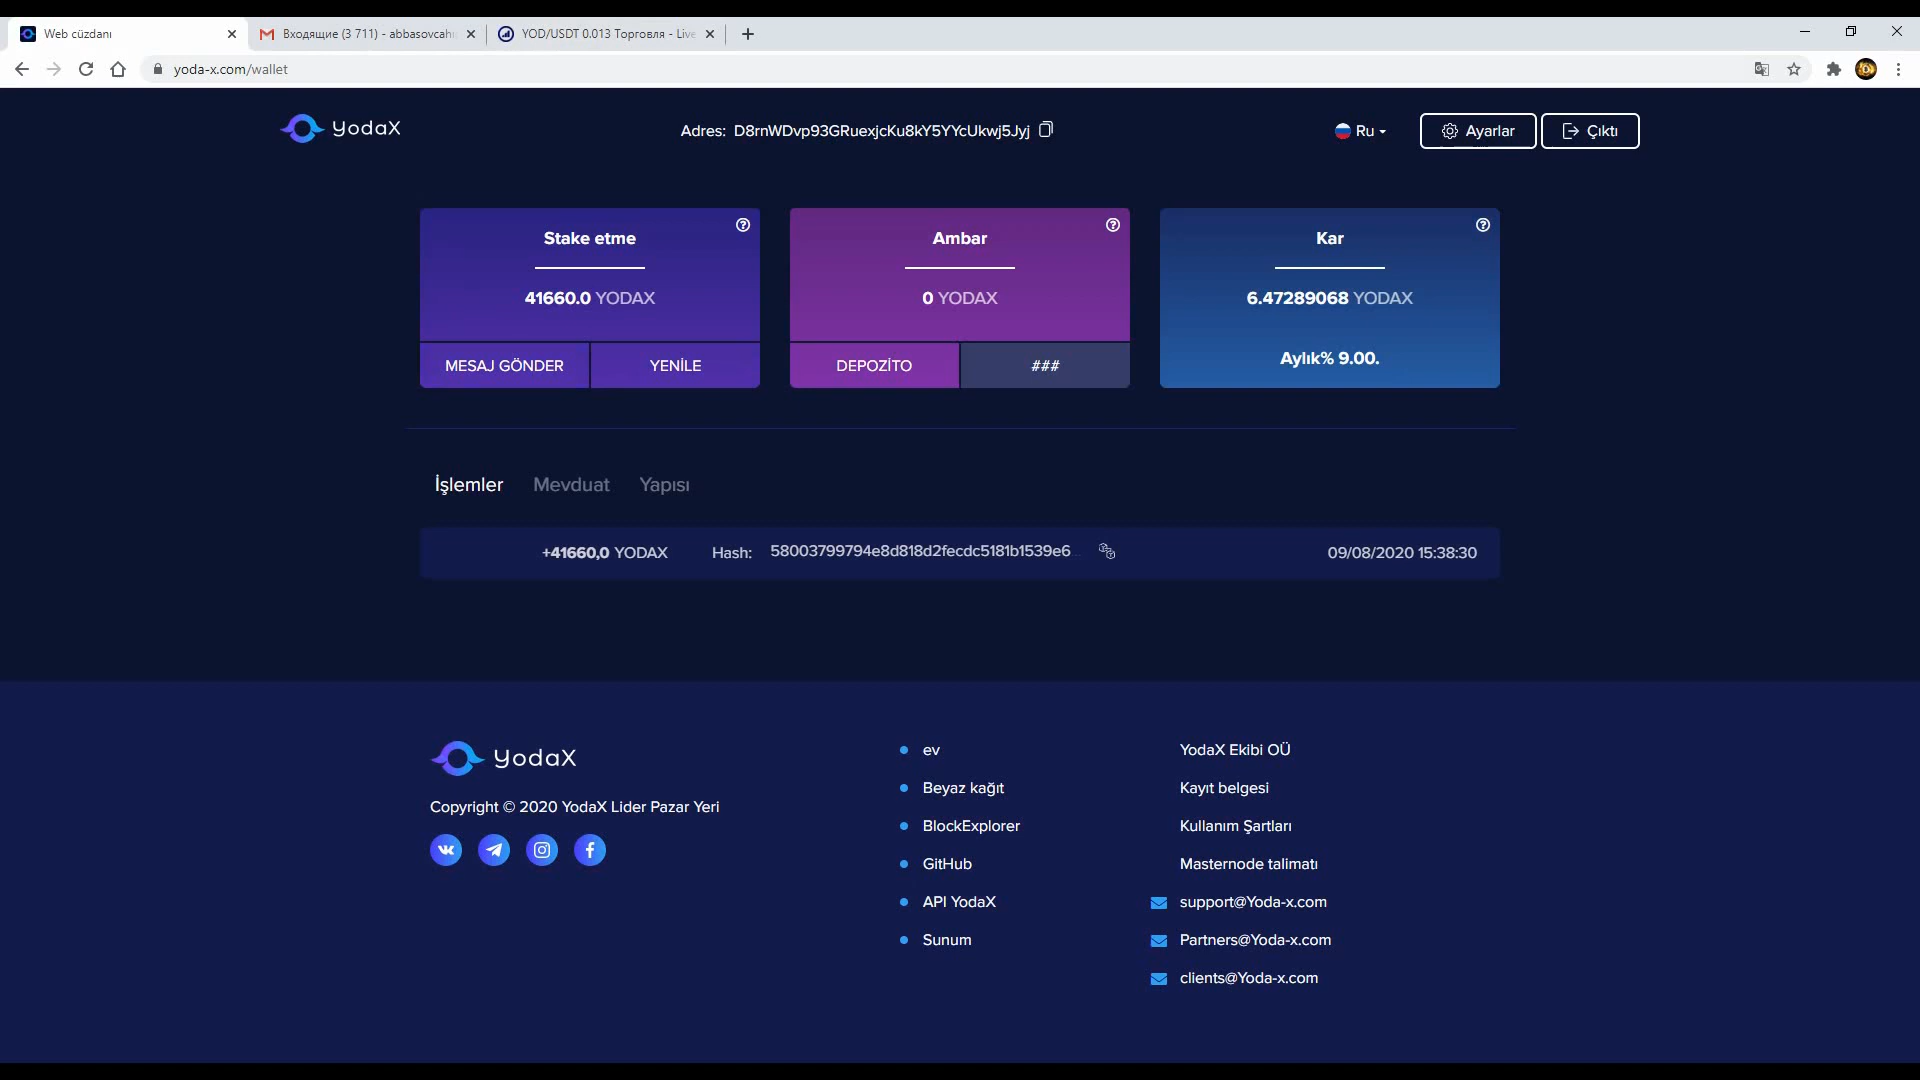 Web cüzdanı
Входящие (3 711) - abbasovcah
YOD/USDT 0.013 Торговля - Live
yoda-x.com/wallet
YodaX
Adres: D8rnWDvp93GRuexjcKu8kY5YYcUkwj5Jyj
Ru
Ayarlar
Çıktı
Stake etme
Ambar
Kar
41660.0 YODAX
0 YODAX
6.47289068 YODAX
Aylık% 9.00.
MESAJ GÖNDER
YENİLE
DEPOZİTO
###
İşlemler
Mevduat
Yapısı
+41660,0 YODAX
Hash: 58003799794e8d818d2fecdc5181b1539e6
09/08/2020 15:38:30
YodaX
Copyright © 2020 YodaX Lider Pazar Yeri
ev
Beyaz kağıt
BlockExplorer
GitHub
API YodaX
Sunum
YodaX Ekibi OÜ
Kayıt belgesi
Kullanım Şartları
Masternode talimatı
support@Yoda-x.com
Partners@Yoda-x.com
clients@Yoda-x.com